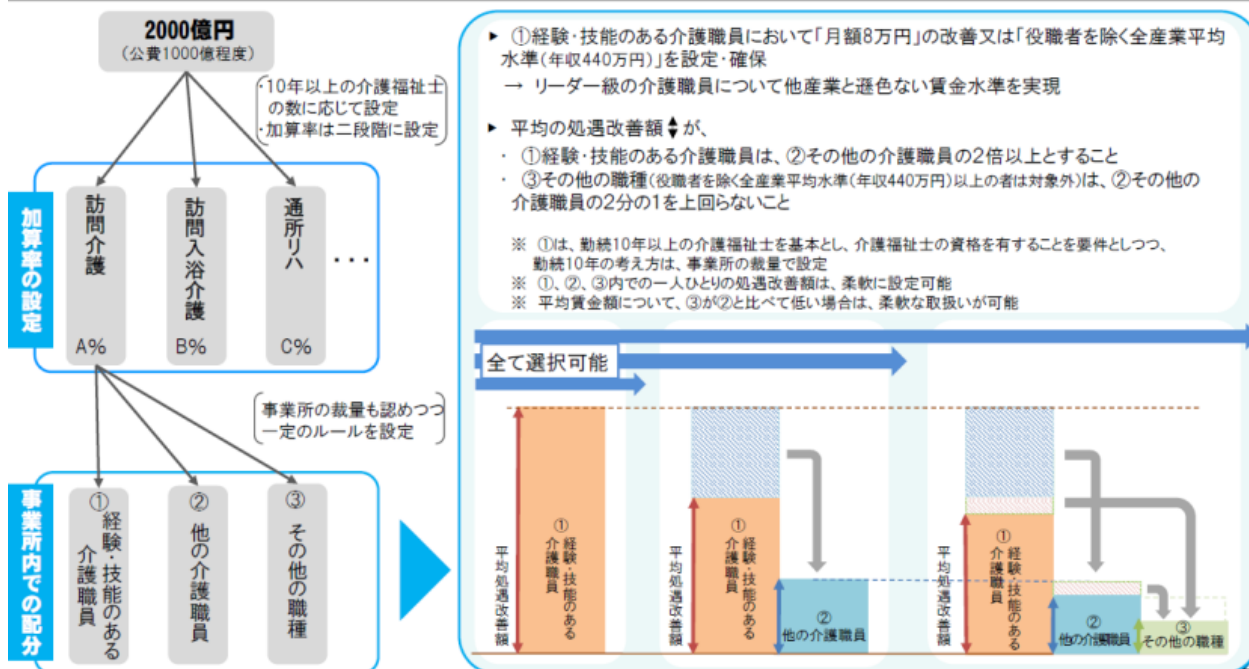 2000億円
(公費1000億程度)
・10年以上の介護福祉士
の数に応じて設定
・加算率は二段階に設定
加算率の設定
訪問介護
A%
訪問入浴介護
B%
通所リハ
C%
・・・
事業所の裁量も認めつつ
一定のルールを設定
事業所内での配分
①
経験・技能のある
介護職員
②
他の介護職員
③
その他の職種
▶ ①経験・技能のある介護職員において「月額8万円」の改善又は「役職者を除く全産業平均
水準(年収440万円)」を設定・確保
→ リーダー級の介護職員について他産業と遜色ない賃金水準を実現
▶ 平均の処遇改善額が、
・ ①経験・技能のある介護職員は、②その他の介護職員の2倍以上とすること
・ ③その他の職種(役職者を除く全産業平均水準(年収440万円)以上の者は対象外)は、②その他の
介護職員の2分の1を上回らないこと
※ ①は、勤続10年以上の介護福祉士を基本とし、介護福祉士の資格を有することを要件としつつ、
勤続10年の考え方は、事業所の裁量で設定
※ ①、②、③内での一人ひとりの処遇改善額は、柔軟に設定可能
※ 平均賃金額について、③が②と比べて低い場合は、柔軟な取扱いが可能
全て選択可能
平均処遇改善額
①
経験・技能のある
介護職員
平均処遇改善額
①
経験・技能のある
介護職員
②
他の介護職員
平均処遇改善額
①
経験・技能のある
介護職員
②
他の介護職員
③
その他の職種